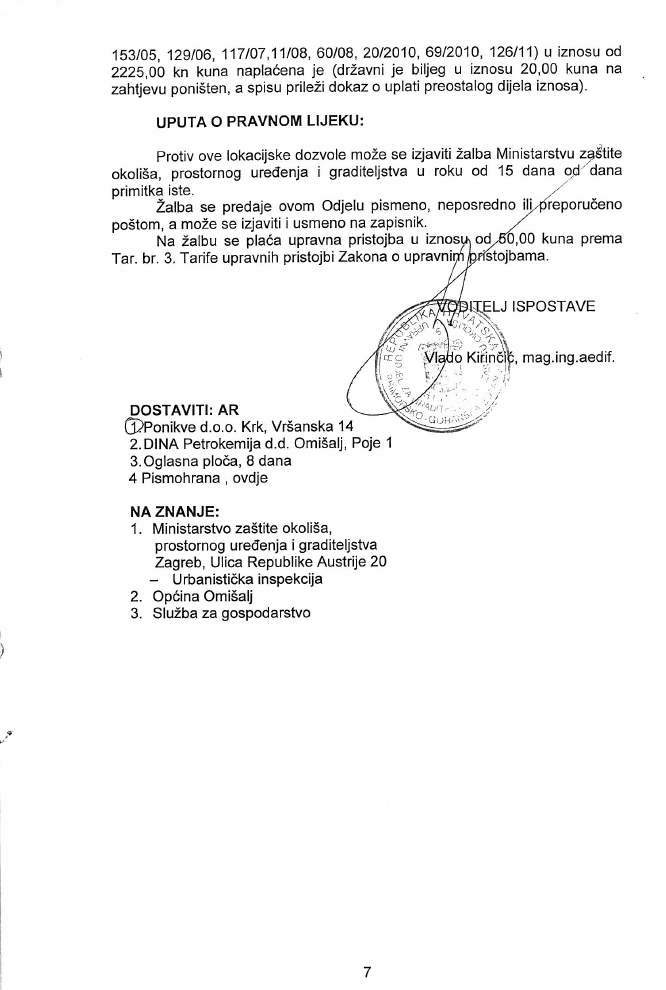 153/05, 129/06, 117/07,11/08, 60/08, 20/2010, 69/2010, 126/11) u iznosu od
2225,00 kn kuna naplaćena je (državni je biljeg u iznosu 20,00 kuna na
zahtjevu poništen, a spisu prileži dokaz o uplati preostalog dijela iznosa).
UPUTA O PRAVNOM LIJEKU:
Protiv ove lokacijske dozvole može se izjaviti žalba Ministarstvu zaštite
okoliša, prostornog uređenja i graditeljstva u roku od 15 dana od dana
primitka iste.
Žalba se predaje ovom Odjelu pismeno, neposredno ili preporučeno
poštom, a može se izjaviti i usmeno na zapisnik.
Na žalbu se plaća upravna pristojba u iznosu od 50,00 kuna prema
Tar. br. 3. Tarife upravnih pristojbi Zakona o upravnim pristojbama.
VODITELJ ISPOSTAVE
REPUBLIKA HRVATSKA
Vlado Kirinčić, mag.ing.aedif.
DOSTAVITI: AR
1 Ponikve d.o.o. Krk, Vršanska 14
2. DINA Petrokemija d.d. Omišalj, Poje 1
3. Oglasna ploča, 8 dana
4 Pismohrana , ovdje
NA ZNANJE:
1. Ministarstvo zaštite okoliša,
prostornog uređenja i graditeljstva
Zagreb, Ulica Republike Austrije 20
– Urbanistička inspekcija
2. Općina Omišalj
3. Služba za gospodarstvo
7